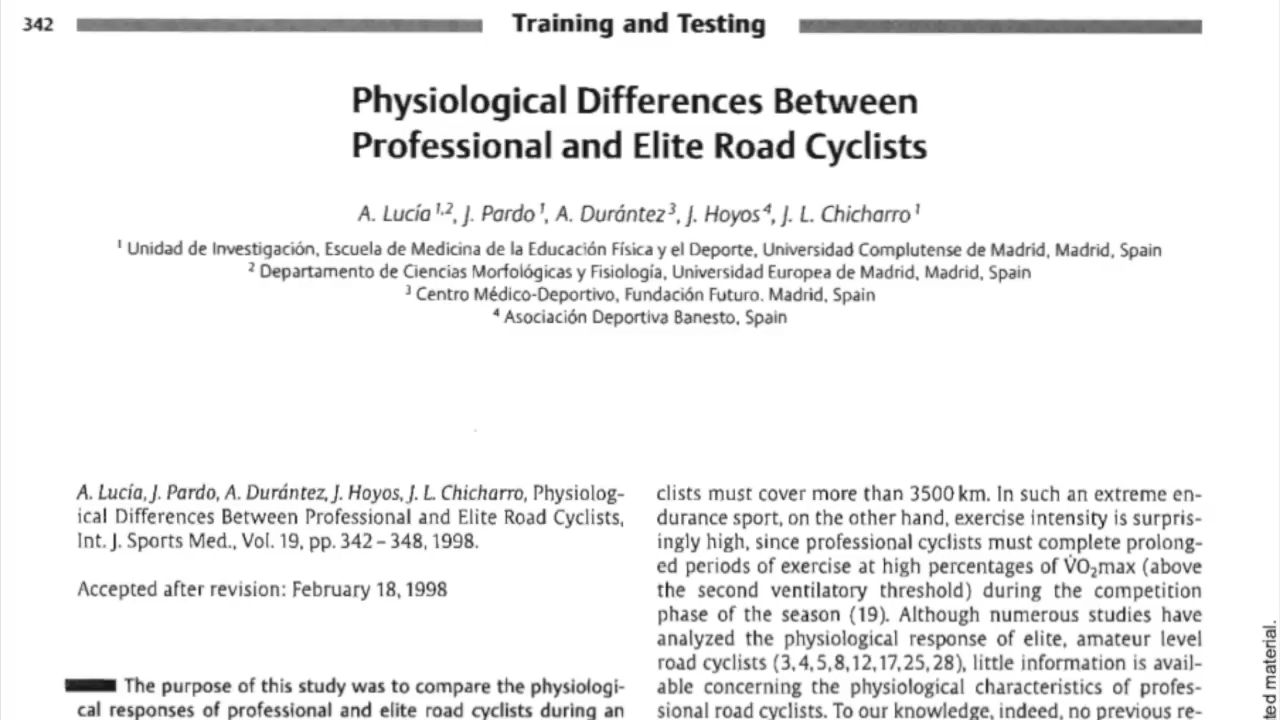 342
Training and Testing
Physiological Differences Between
Professional and Elite Road Cyclists
A. Lucía 1,2, J. Pardo 1, A. Durántez 3, J. Hoyos 4, J. L. Chicharro 1
1 Unidad de Investigación, Escuela de Medicina de la Educación Física y el Deporte, Universidad Complutense de Madrid, Madrid, Spain
2 Departamento de Ciencias Morfológicas y Fisiología, Universidad Europea de Madrid, Madrid, Spain
3 Centro Médico-Deportivo, Fundación Futuro. Madrid, Spain
4 Asociación Deportiva Banesto, Spain
A. Lucía, J. Pardo, A. Durántez, J. Hoyos, J. L. Chicharro, Physiolog-
ical Differences Between Professional and Elite Road Cyclists,
Int. J. Sports Med., Vol. 19, pp. 342 – 348, 1998.
Accepted after revision: February 18, 1998
The purpose of this study was to compare the physiologi-
cal responses of professional and elite road cyclists during an
clists must cover more than 3500 km. In such an extreme en-
durance sport, on the other hand, exercise intensity is surpris-
ingly high, since professional cyclists must complete prolong-
ed periods of exercise at high percentages of V̇O₂max (above
the second ventilatory threshold) during the competition
phase of the season (19). Although numerous studies have
analyzed the physiological response of elite, amateur level
road cyclists (3,4,5,8,12,17,25,28), little information is avail-
able concerning the physiological characteristics of profes-
sional road cyclists. To our knowledge, indeed, no previous re-
ed material.